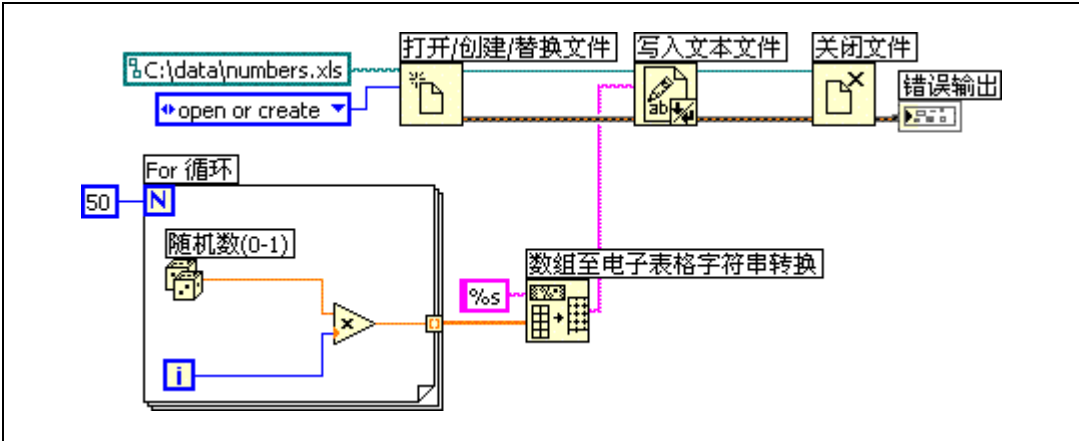 打开/创建/替换文件
写入文本文件
关闭文件
C:\data\numbers.xls
错误输出
open or create
ab
For 循环
50
N
随机数(0-1)
数组至电子表格字符串转换
%s
×
i